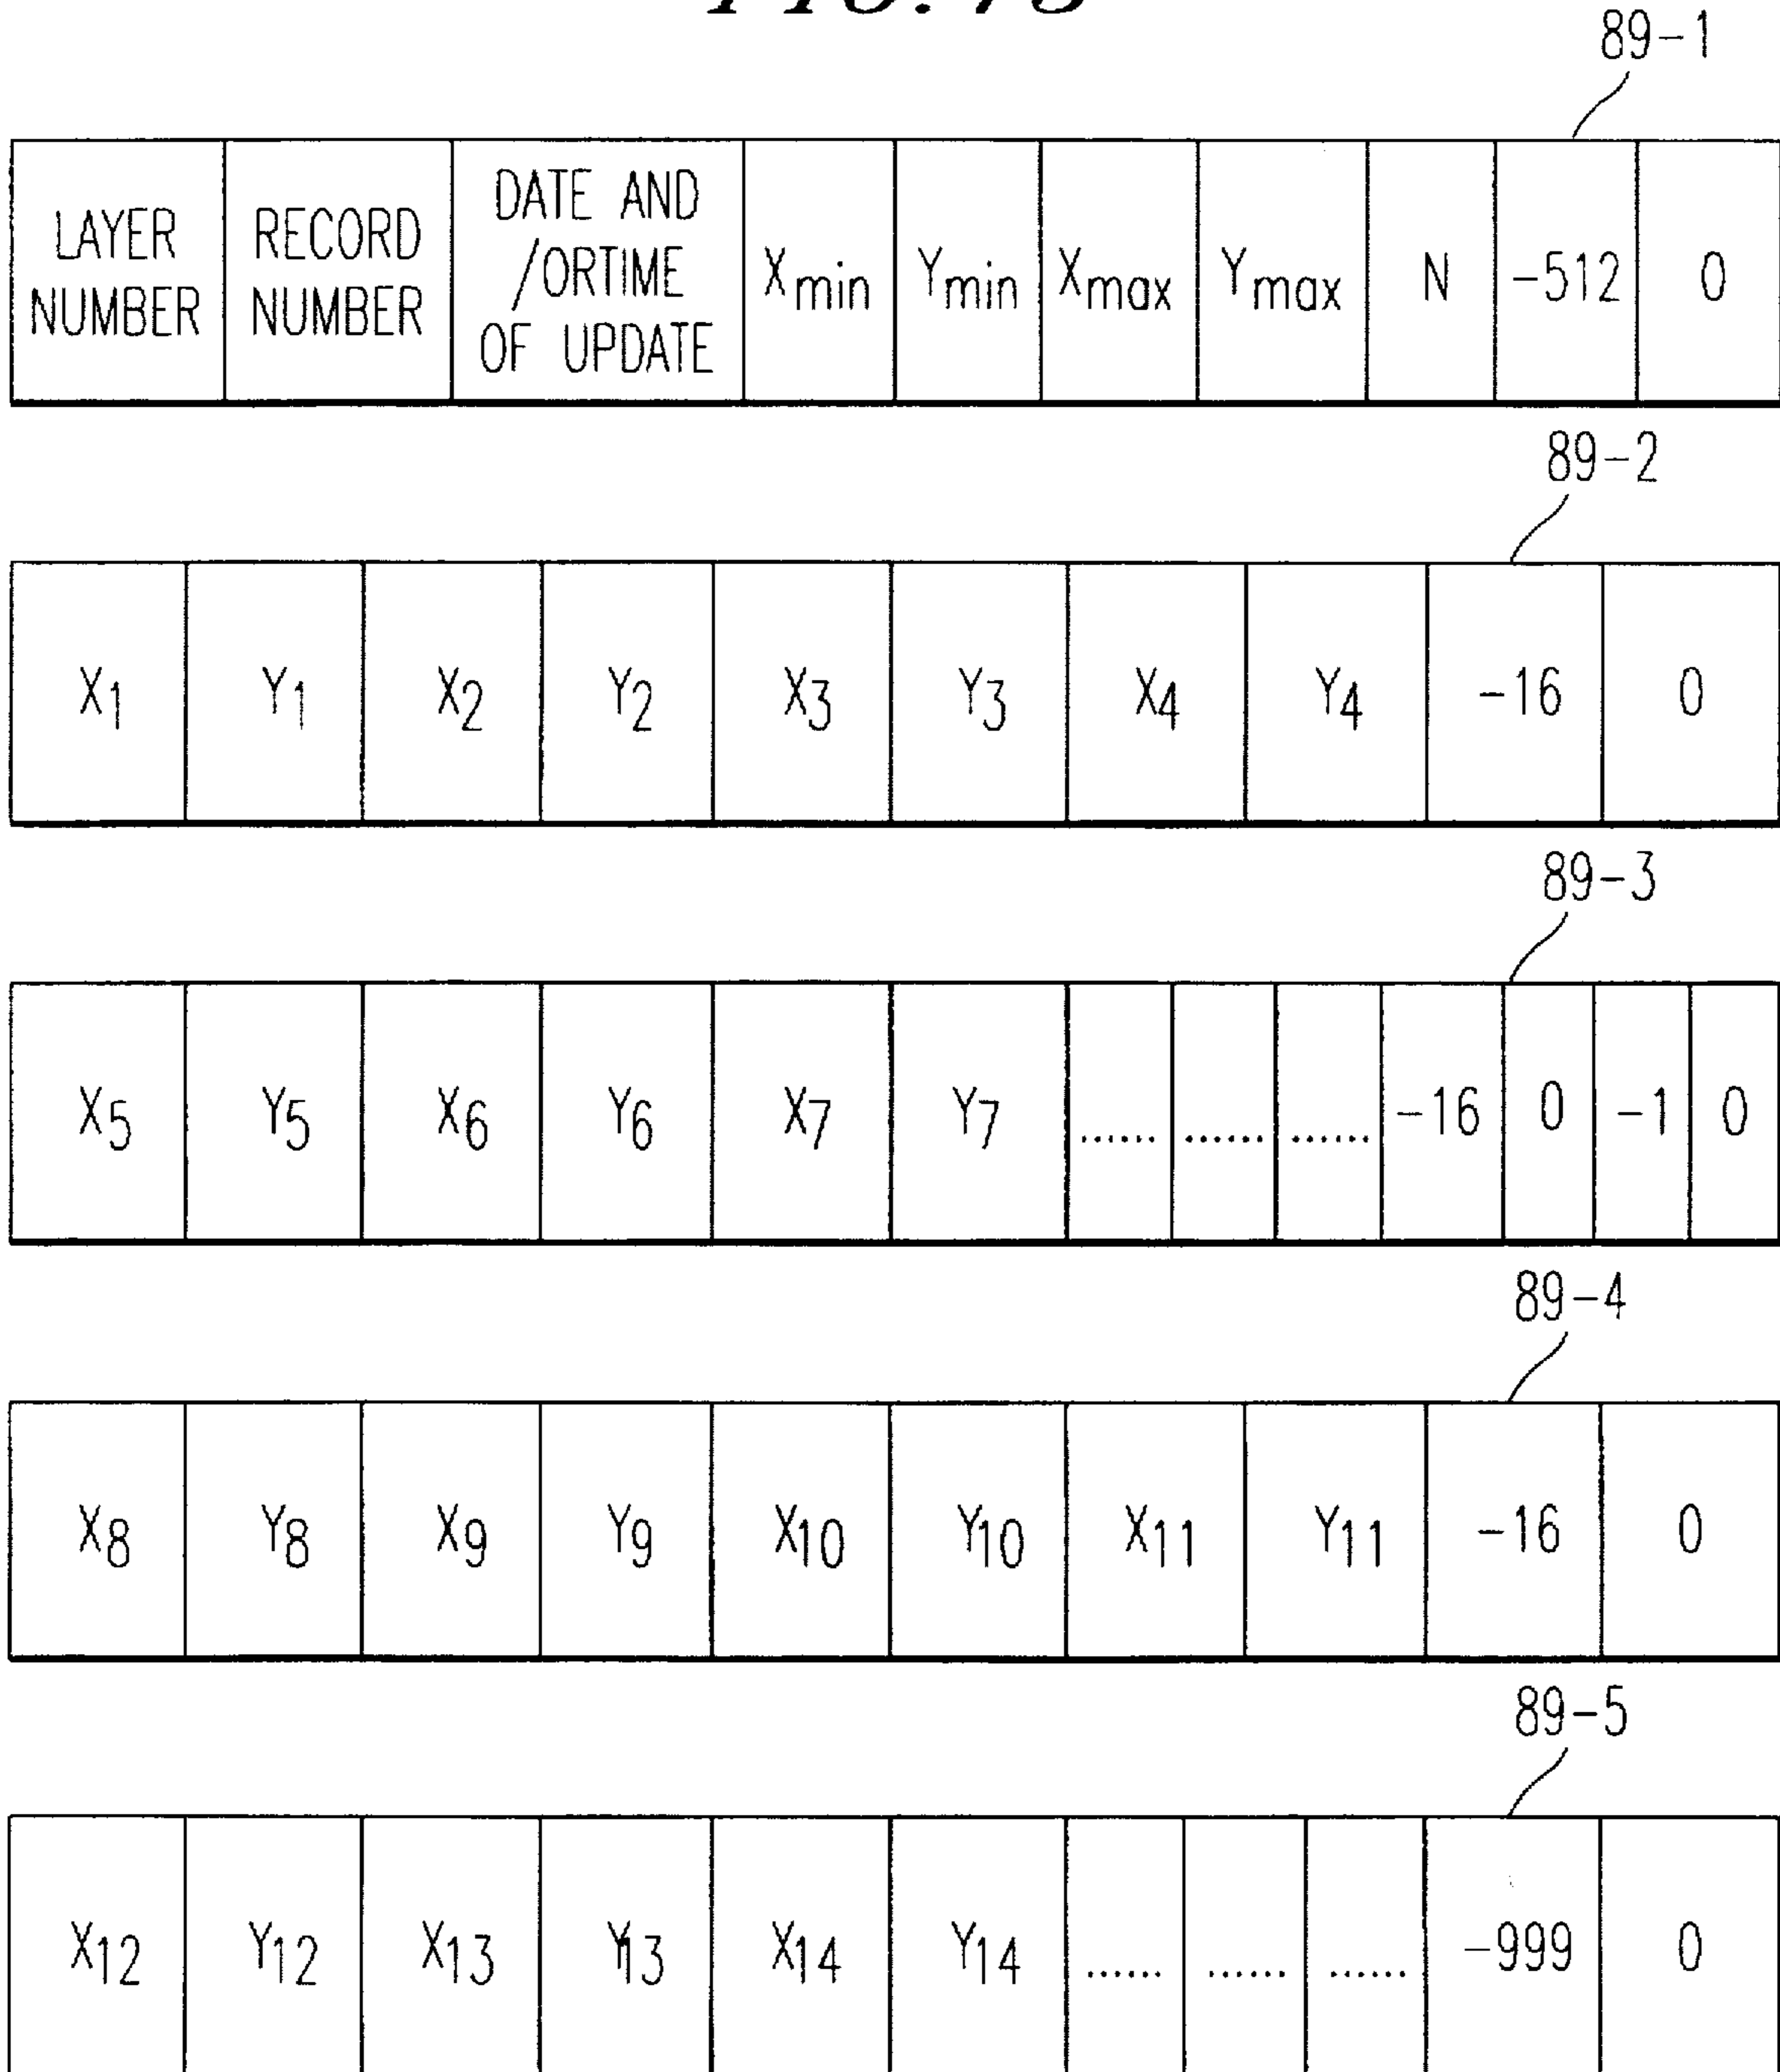 FIG.
89-1
LAYER
NUMBER
RECORD
NUMBER
DATE AND
/ORTIME
OF UPDATE
Xmin Ymin Xmax Ymax N -512 0
89-2
X1 Y1 X2 Y2 X3 Y3 X4 Y4 -16 0
89-3
X5 Y5 X6 Y6 X7 Y7 ...... ...... ...... -16 0 -1 0
89-4
X8 Y8 X9 Y9 X10 Y10 X11 Y11 -16 0
89-5
X12 Y12 X13 Y13 X14 Y14 ...... ...... ...... -999 0